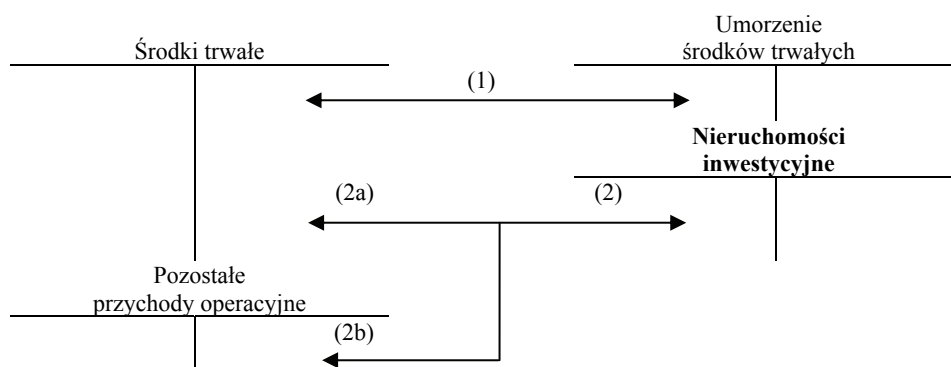 Środki trwałe
Umorzenie
środków trwałych
(1)
Nieruchomości
inwestycyjne
(2a)
(2)
Pozostałe
przychody operacyjne
(2b)